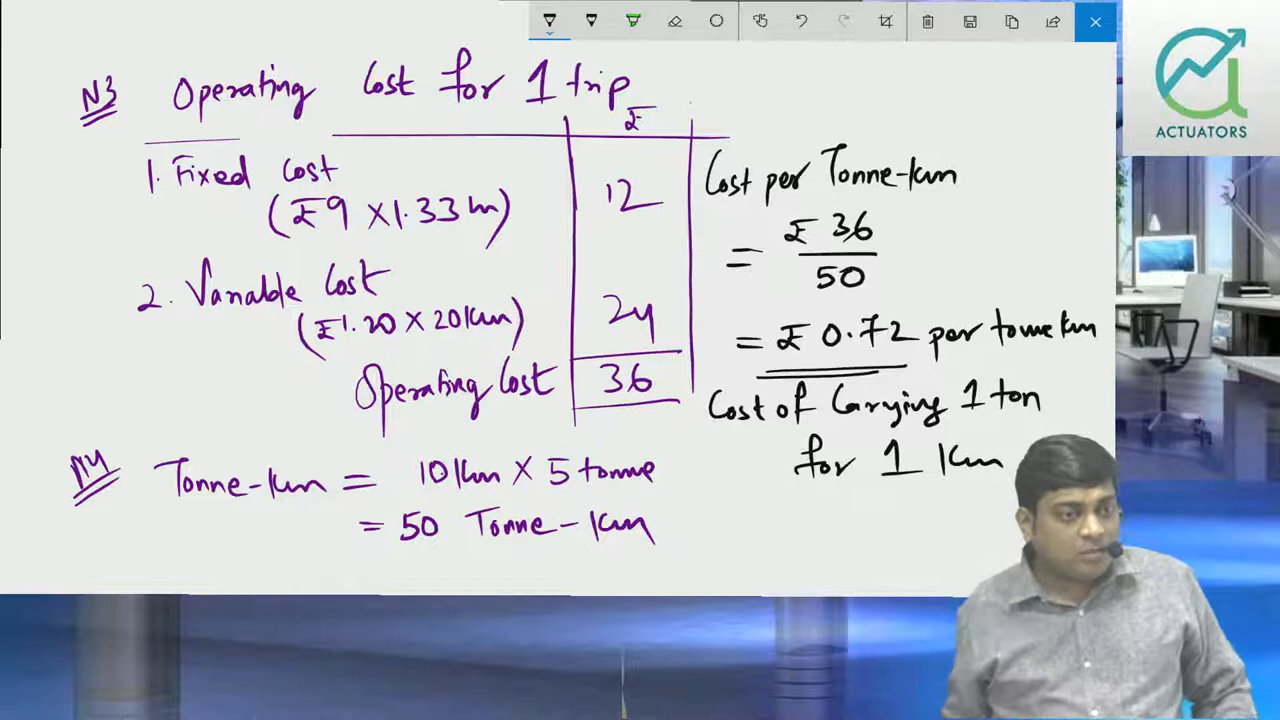 N3 Operating Cost for 1 trip
₹
1. Fixed Cost
(₹9 × 1.33 hr) 12
2. Variable Cost
(₹1.20 × 20 km) 24
Operating Cost 36
N4 Tonne-km = 10 km × 5 tonne
= 50 Tonne-km
Cost per Tonne-km
= ₹ 36
50
= ₹ 0.72 per tonne km
Cost of Carrying 1 ton
for 1 Km
ACTUATORS